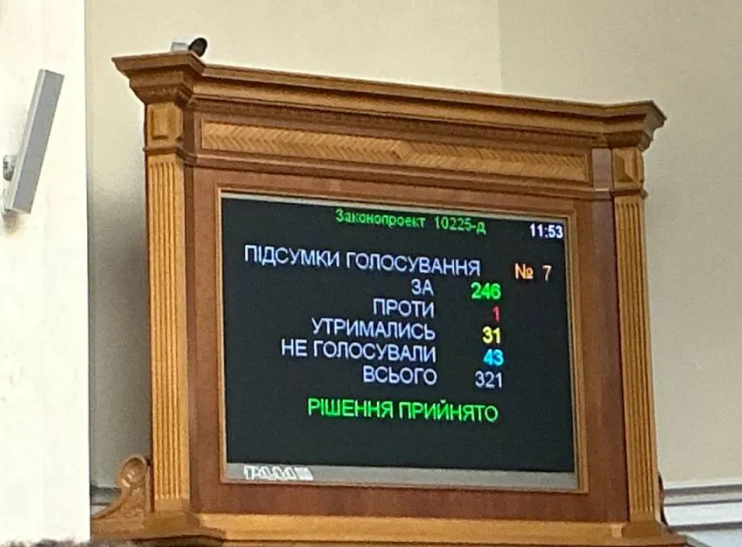 Законопроект 10225-д 11:53
ПІДСУМКИ ГОЛОСУВАННЯ № 7
ЗА 246
ПРОТИ 1
УТРИМАЛИСЬ 31
НЕ ГОЛОСУВАЛИ 43
ВСЬОГО 321
РІШЕННЯ ПРИЙНЯТО